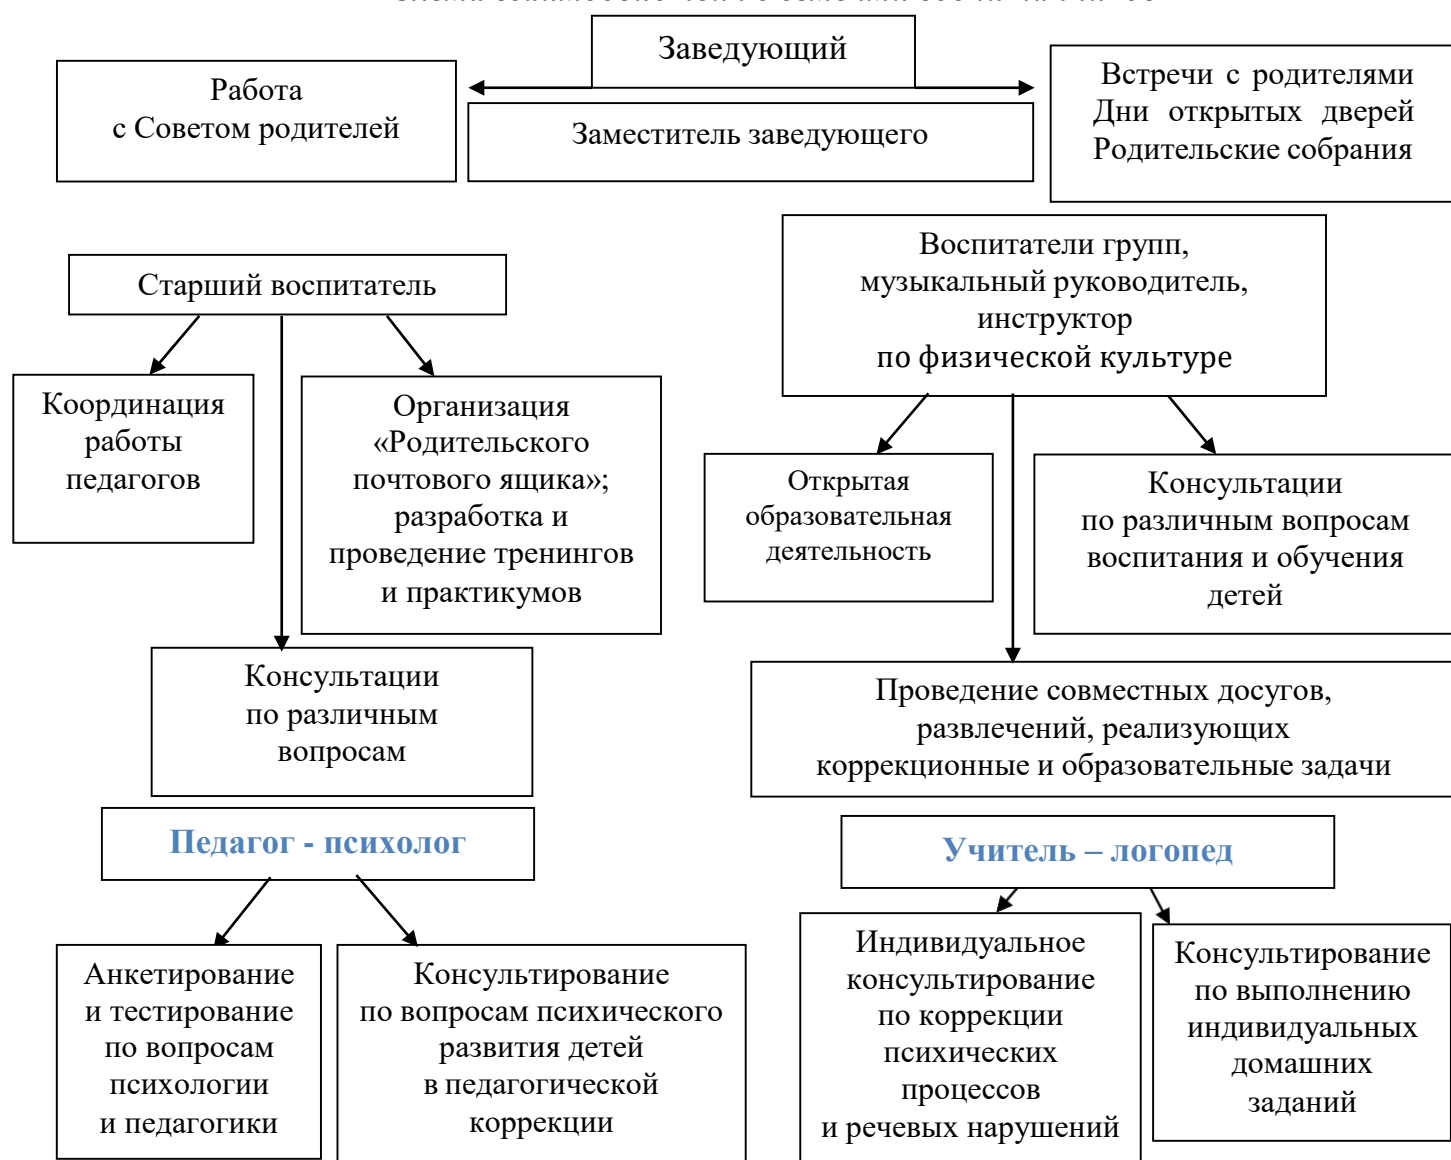 Заведующий
Работа
с Советом родителей
Заместитель заведующего
Встречи с родителями
Дни открытых дверей
Родительские собрания
Старший воспитатель
Воспитатели групп,
музыкальный руководитель,
инструктор
по физической культуре
Координация
работы
педагогов
Организация
«Родительского
почтового ящика»;
разработка и
проведение тренингов
и практикумов
Открытая
образовательная
деятельность
Консультации
по различным вопросам
воспитания и обучения
детей
Консультации
по различным
вопросам
Проведение совместных досугов,
развлечений, реализующих
коррекционные и образовательные задачи
Педагог - психолог
Учитель – логопед
Анкетирование
и тестирование
по вопросам
психологии
и педагогики
Консультирование
по вопросам психического
развития детей
в педагогической
коррекции
Индивидуальное
консультирование
по коррекции
психических
процессов
и речевых нарушений
Консультирование
по выполнению
индивидуальных
домашних
заданий